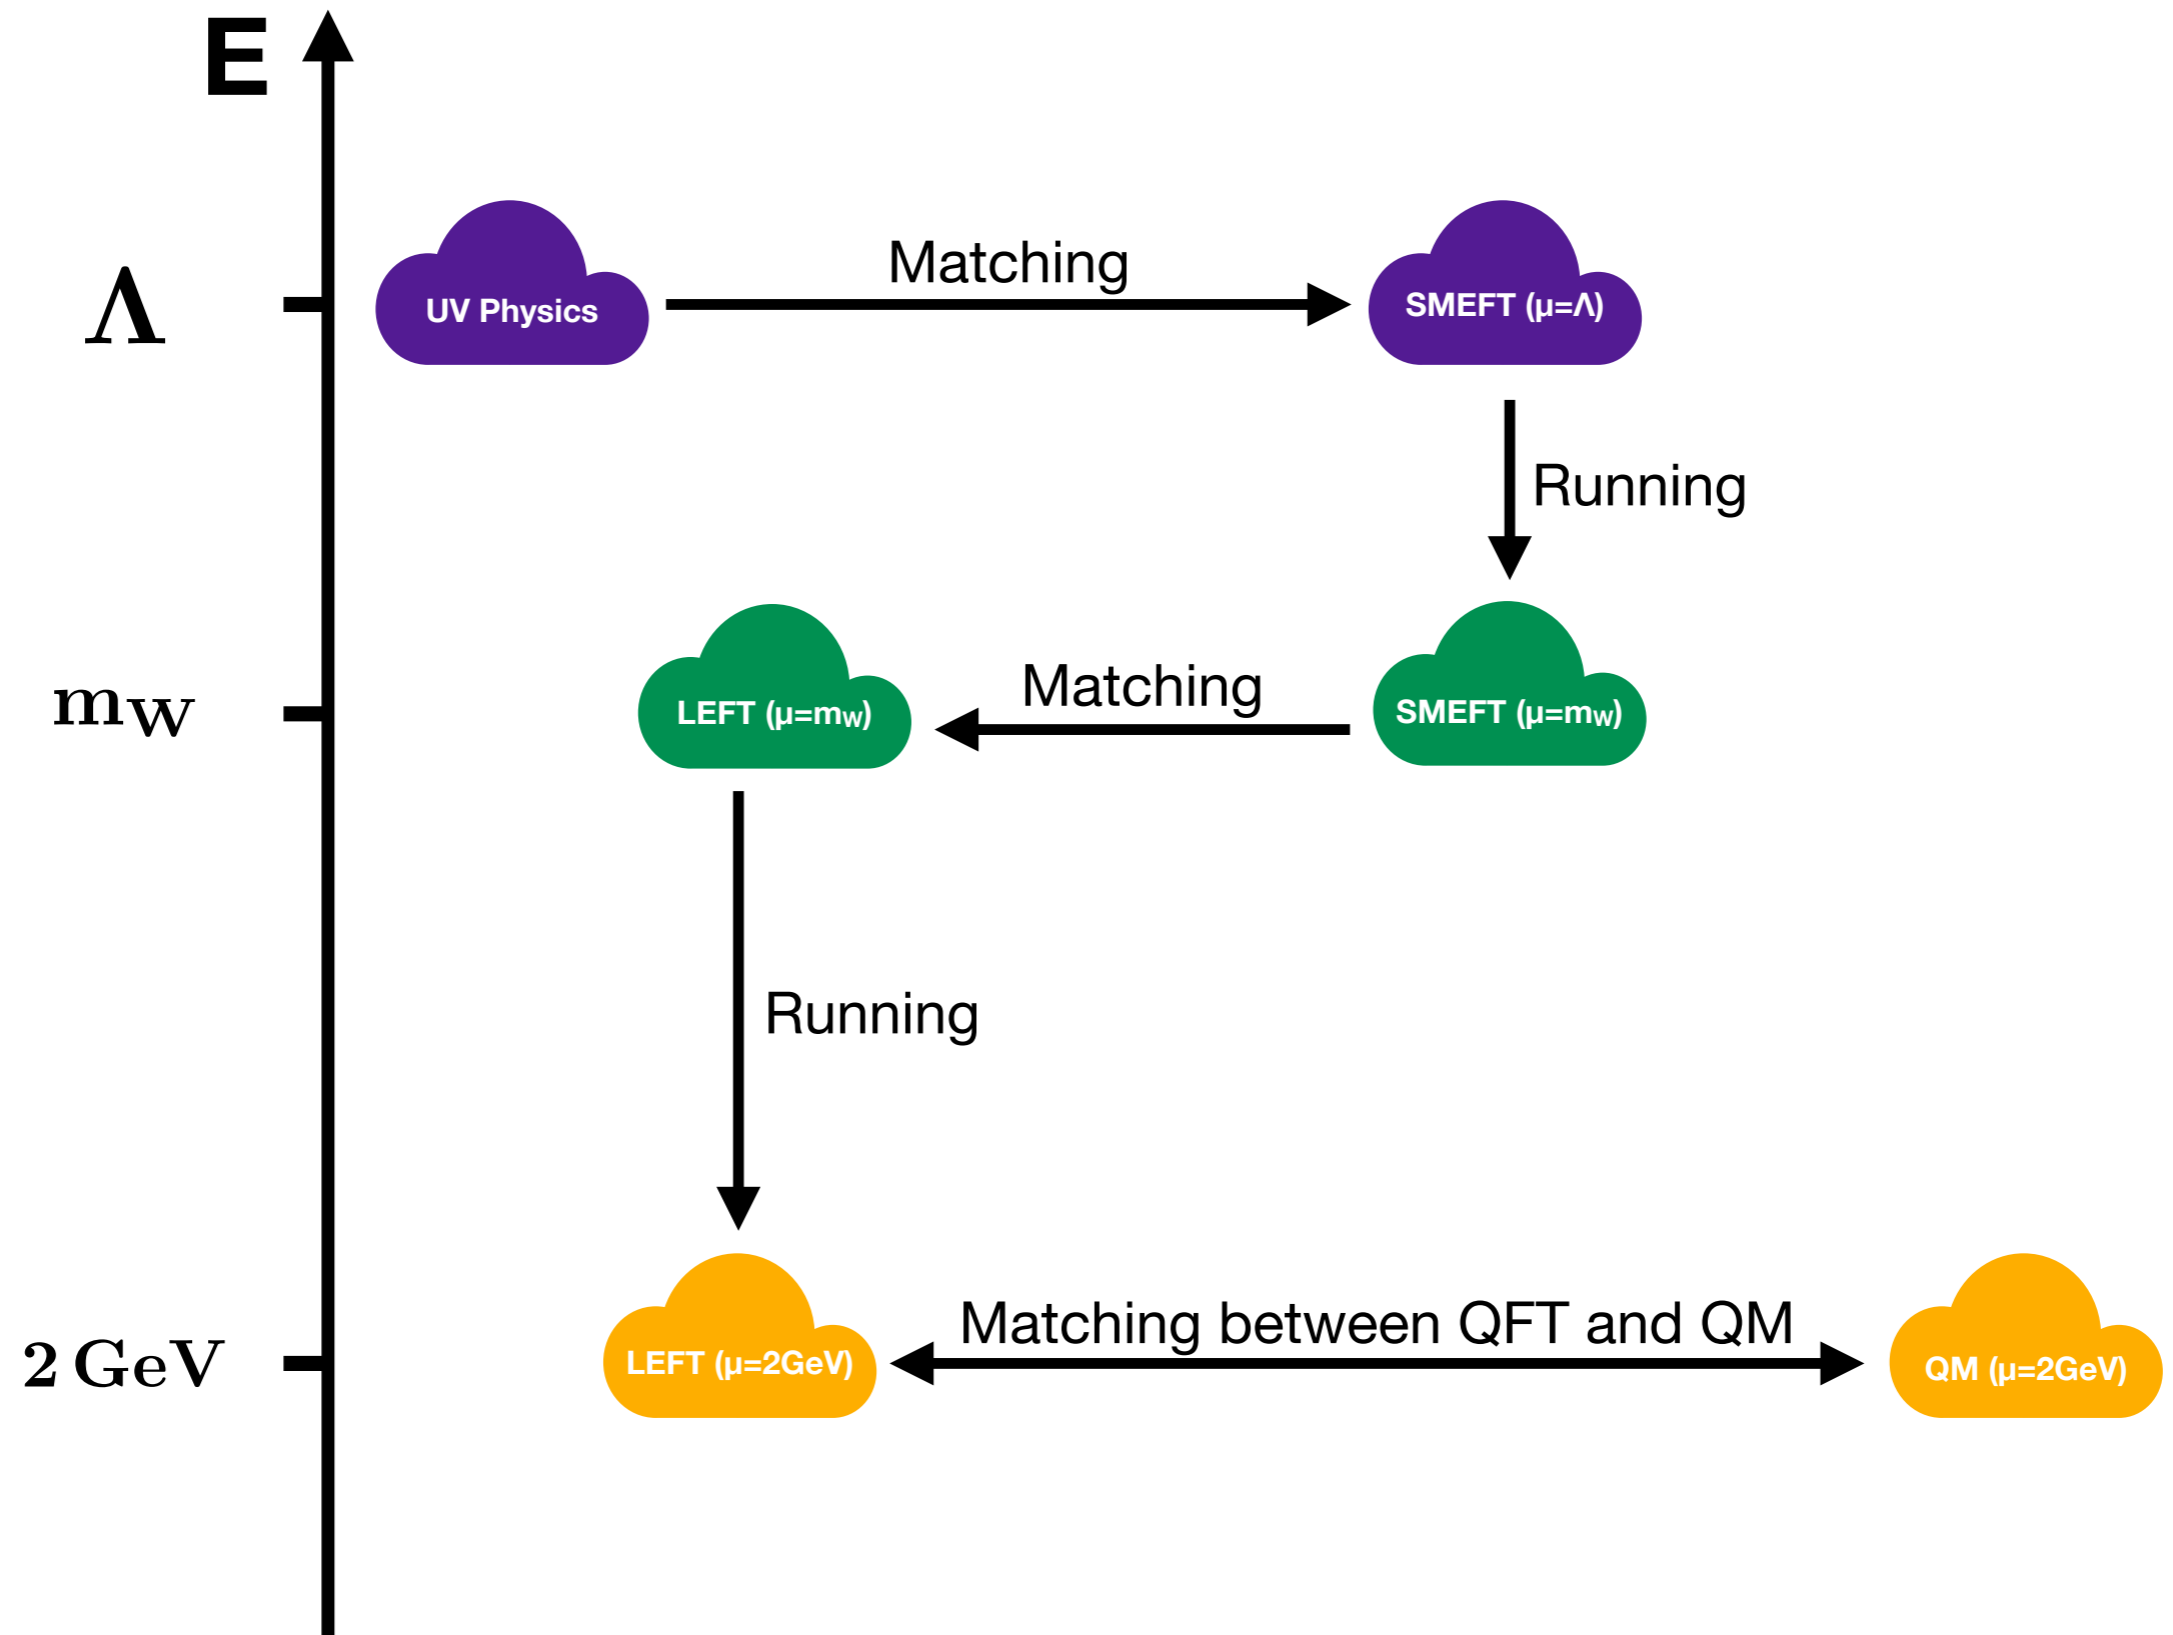 E
Λ
UV Physics
Matching
SMEFT (μ=Λ)
Running
mW
LEFT (μ=mW)
Matching
SMEFT (μ=mW)
Running
2 GeV
LEFT (μ=2GeV)
Matching between QFT and QM
QM (μ=2GeV)